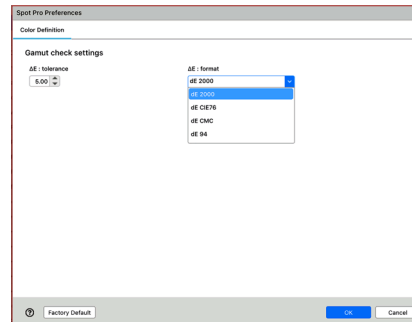 Spot Pro Preferences
Color Definition
Gamut check settings
ΔE : tolerance
ΔE : format
5.00
dE 2000
dE 2000
dE CIE76
dE CMC
dE 94
Factory Default
OK
Cancel